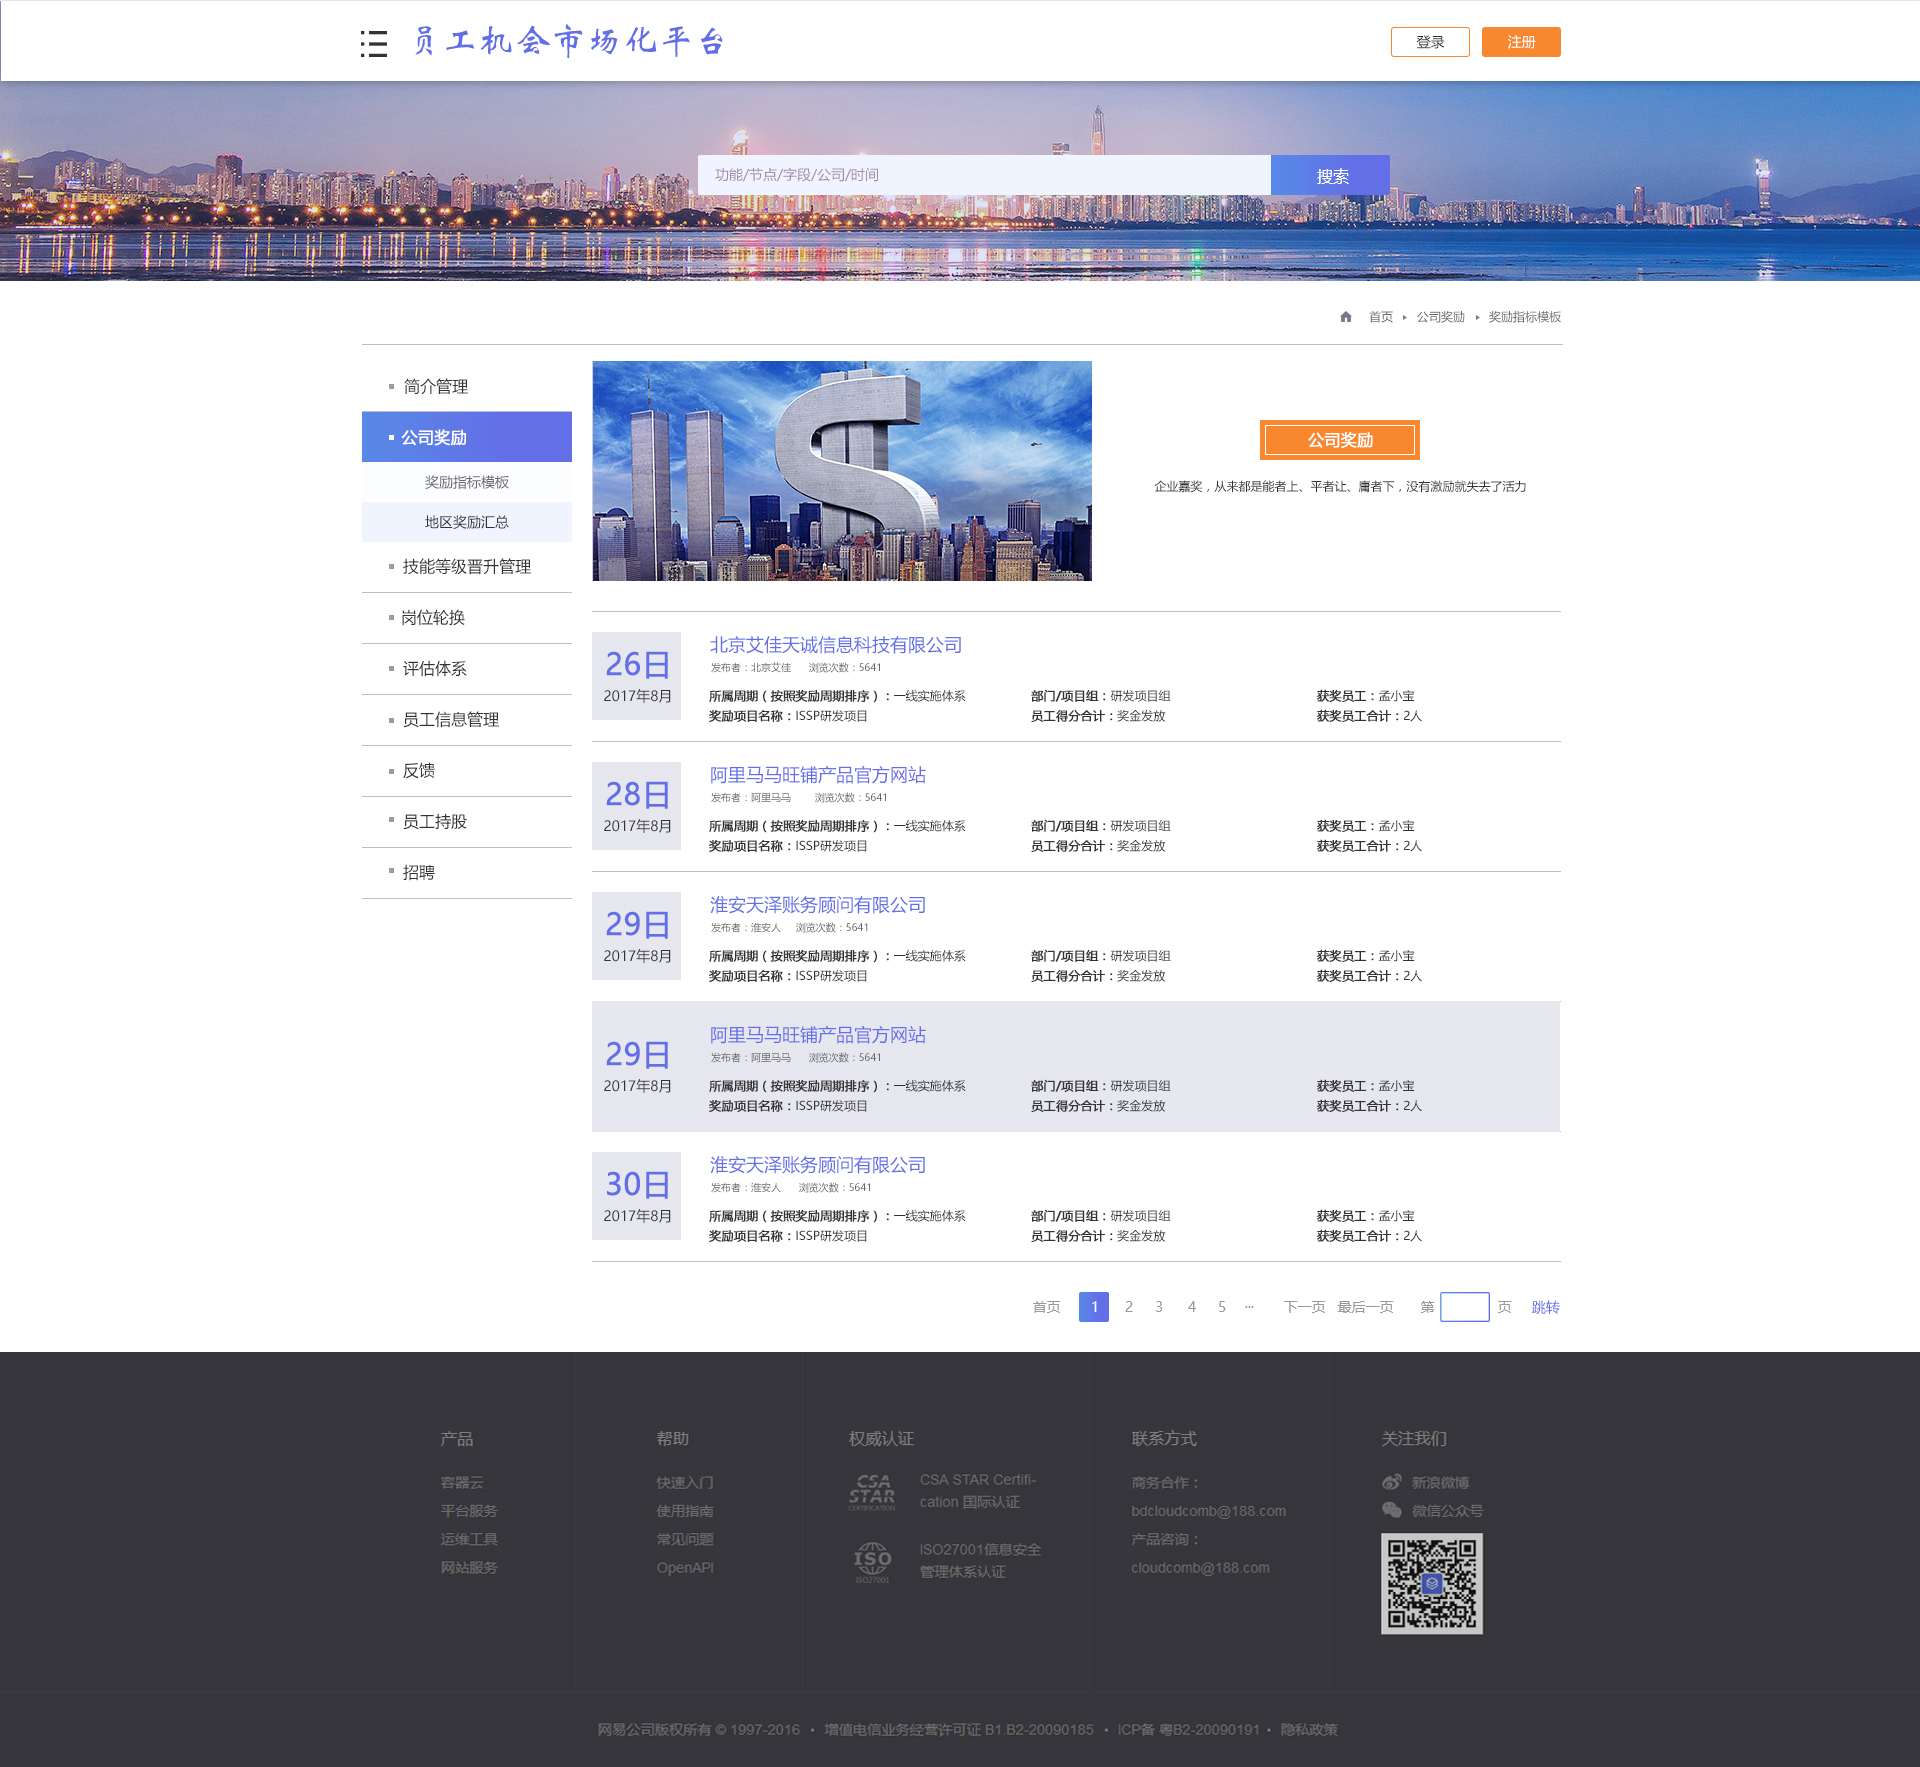 员工机会市场化平台
登录 注册
功能/节点/字段/公司/时间 搜索
首页 ▸ 公司奖励 ▸ 奖励指标模板
简介管理
公司奖励
奖励指标模板
地区奖励汇总
技能等级晋升管理
岗位轮换
评估体系
员工信息管理
反馈
员工持股
招聘
公司奖励
企业嘉奖，从来都是能者上、平者让、庸者下，没有激励就失去了活力
26日
2017年8月
北京艾佳天诚信息科技有限公司
发布者：北京艾佳 浏览次数：5641
所属周期（按照奖励周期排序）：一线实施体系 部门/项目组：研发项目组 获奖员工：孟小宝
奖励项目名称：ISSP研发项目 员工得分合计：奖金发放 获奖员工合计：2人
28日
2017年8月
阿里马马旺铺产品官方网站
发布者：阿里马马 浏览次数：5641
所属周期（按照奖励周期排序）：一线实施体系 部门/项目组：研发项目组 获奖员工：孟小宝
奖励项目名称：ISSP研发项目 员工得分合计：奖金发放 获奖员工合计：2人
29日
2017年8月
淮安天泽账务顾问有限公司
发布者：淮安人 浏览次数：5641
所属周期（按照奖励周期排序）：一线实施体系 部门/项目组：研发项目组 获奖员工：孟小宝
奖励项目名称：ISSP研发项目 员工得分合计：奖金发放 获奖员工合计：2人
29日
2017年8月
阿里马马旺铺产品官方网站
发布者：阿里马马 浏览次数：5641
所属周期（按照奖励周期排序）：一线实施体系 部门/项目组：研发项目组 获奖员工：孟小宝
奖励项目名称：ISSP研发项目 员工得分合计：奖金发放 获奖员工合计：2人
30日
2017年8月
淮安天泽账务顾问有限公司
发布者：淮安人 浏览次数：5641
所属周期（按照奖励周期排序）：一线实施体系 部门/项目组：研发项目组 获奖员工：孟小宝
奖励项目名称：ISSP研发项目 员工得分合计：奖金发放 获奖员工合计：2人
首页 1 2 3 4 5 ··· 下一页 最后一页 第 页 跳转
产品
容器云
平台服务
运维工具
网站服务
帮助
快速入门
使用指南
常见问题
OpenAPI
权威认证
CSA
STAR
CERTIFICATION
CSA STAR Certifi-
cation 国际认证
ISO
ISO27001
ISO27001信息安全
管理体系认证
联系方式
商务合作：
bdcloudcomb@188.com
产品咨询：
cloudcomb@188.com
关注我们
新浪微博
微信公众号
网易公司版权所有 © 1997-2016 • 增值电信业务经营许可证 B1.B2-20090185 • ICP备 粤B2-20090191 • 隐私政策